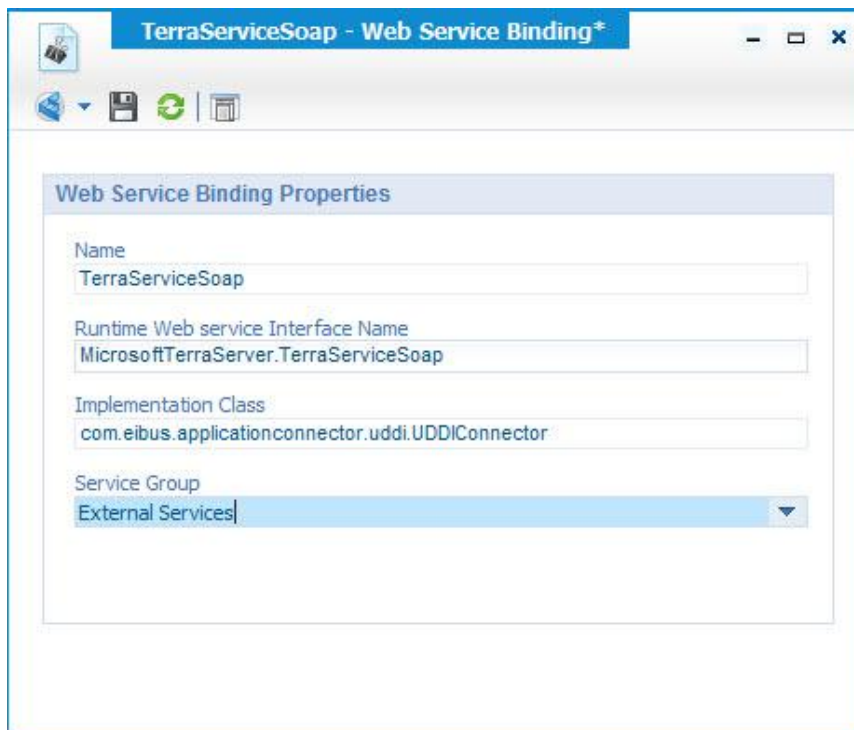 TerraServiceSoap - Web Service Binding*
Web Service Binding Properties
Name
TerraServiceSoap
Runtime Web service Interface Name
MicrosoftTerraServer.TerraServiceSoap
Implementation Class
com.eibus.applicationconnector.uddi.UDDIConnector
Service Group
External Services